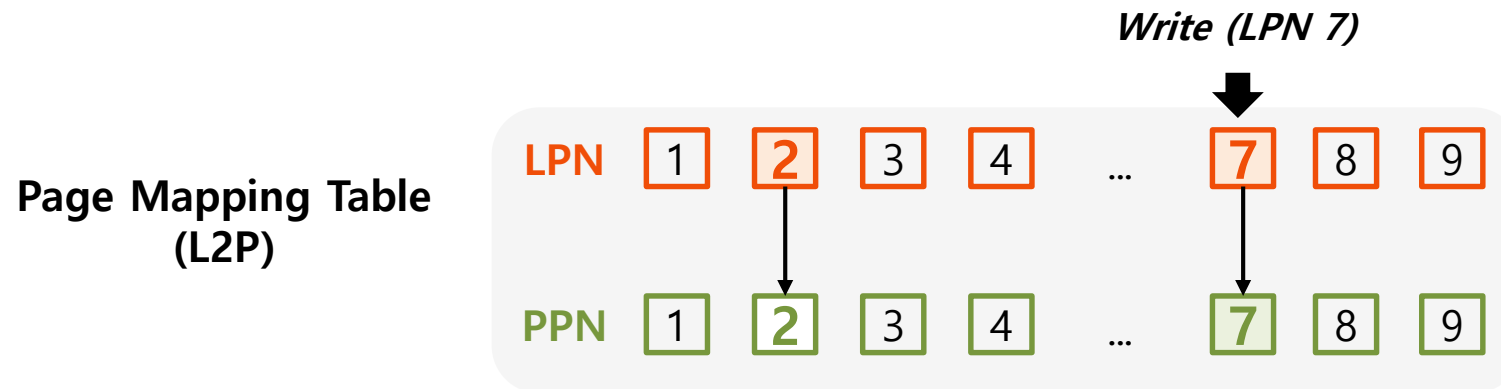 Write (LPN 7)
LPN 1 2 3 4 ... 7 8 9
Page Mapping Table
(L2P)
PPN 1 2 3 4 ... 7 8 9